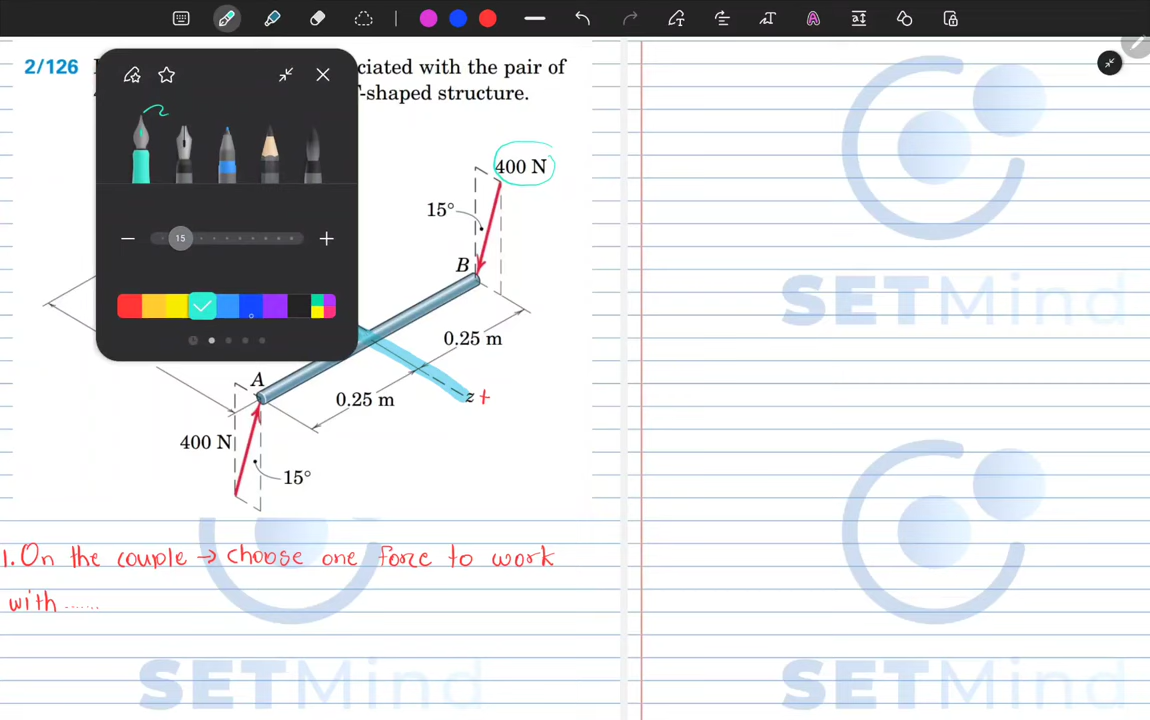 2/126
ciated with the pair of
-shaped structure.
400 N
15°
B
0.25 m
A
0.25 m
z +
400 N
15°
15
SETMind
SETMind
SETMind
SETMind
1. On the couple → choose one force to work
with ......